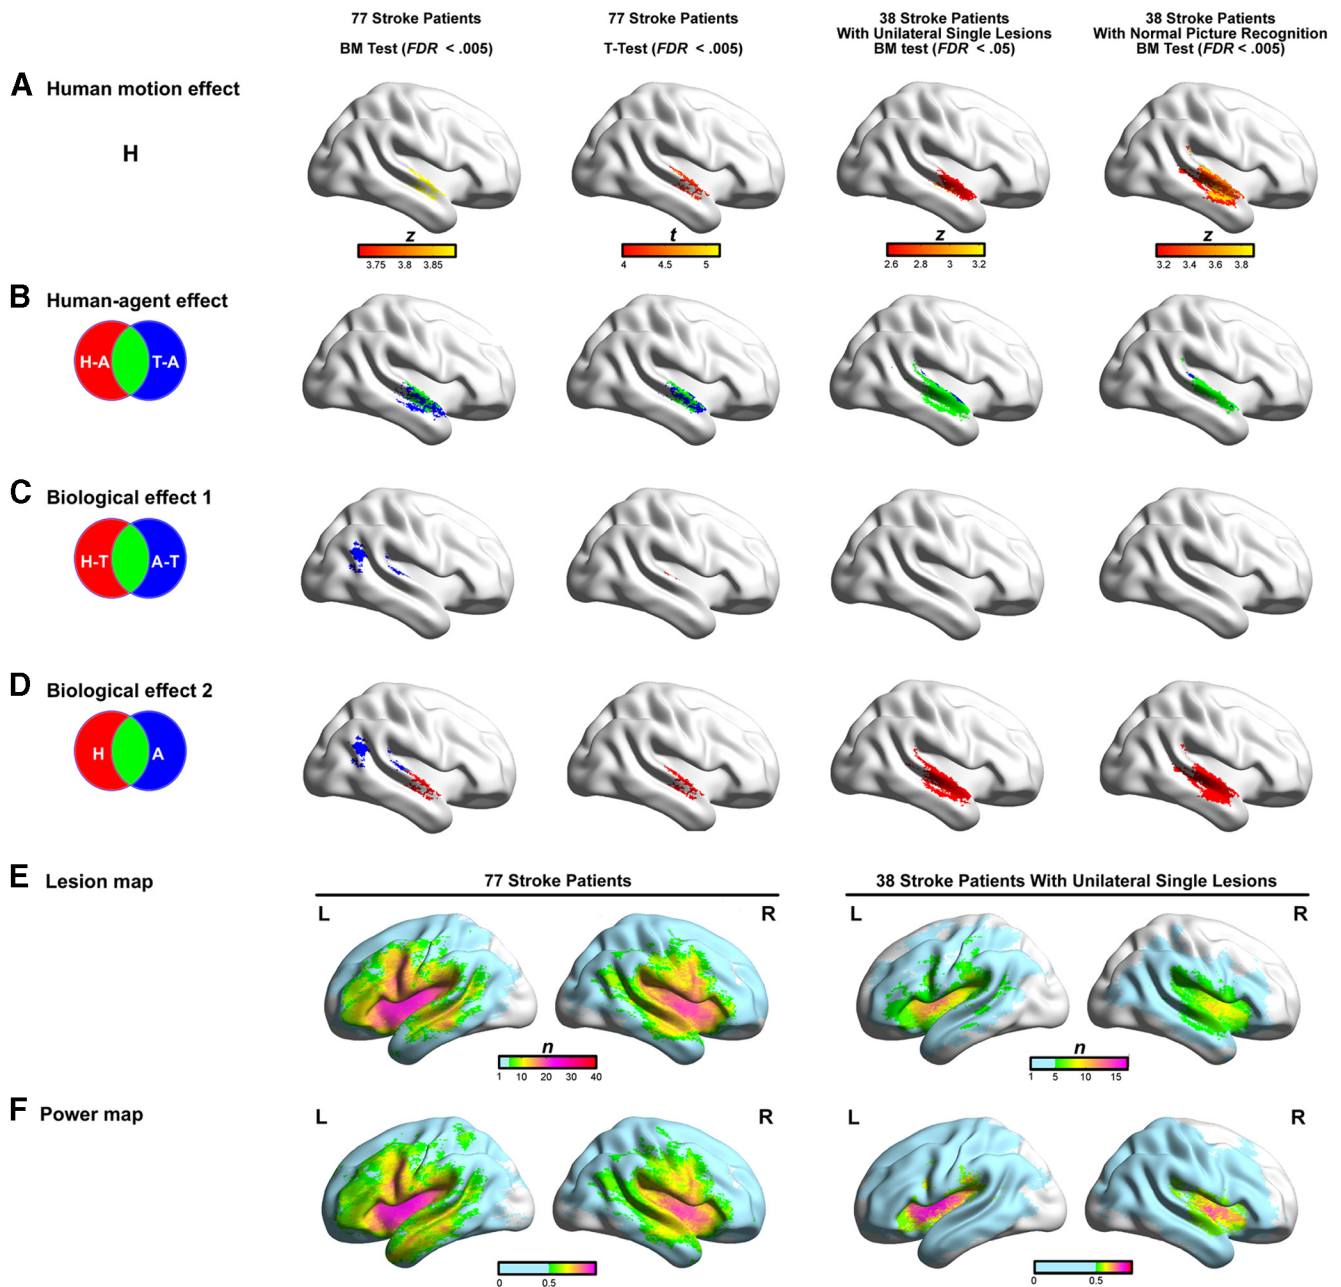 77 Stroke Patients
BM Test (FDR < .005)
77 Stroke Patients
T-Test (FDR < .005)
38 Stroke Patients
With Unilateral Single Lesions
BM test (FDR < .05)
38 Stroke Patients
With Normal Picture Recognition
BM Test (FDR < .005)
A Human motion effect
H
z
3.75 3.8 3.85
t
4 4.5 5
z
2.6 2.8 3 3.2
z
3.2 3.4 3.6 3.8
B Human-agent effect
H-A T-A
C Biological effect 1
H-T A-T
D Biological effect 2
H A
E Lesion map
77 Stroke Patients
38 Stroke Patients With Unilateral Single Lesions
L R L R
n
1 10 20 30 40
n
1 5 10 15
F Power map
L R L R
0 0.5
0 0.5